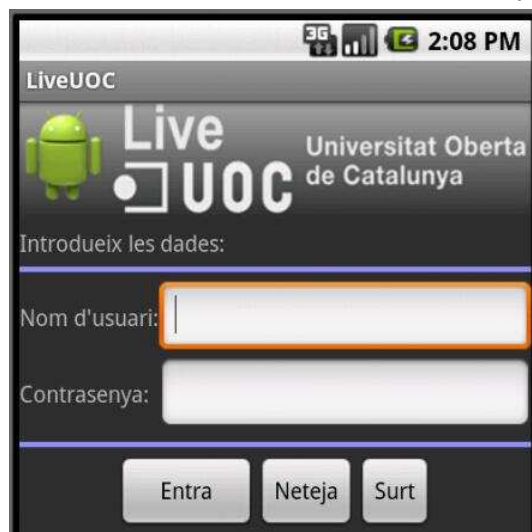 3G 2:08 PM
LiveUOC
Live
UOC
Universitat Oberta
de Catalunya
Introdueix les dades:
Nom d'usuari:
Contrasenya:
Entra Neteja Surt